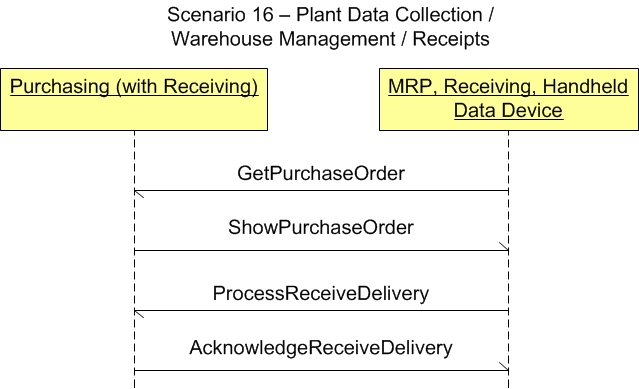 Scenario 16 – Plant Data Collection /
Warehouse Management / Receipts
Purchasing (with Receiving)
MRP, Receiving, Handheld
Data Device
GetPurchaseOrder
ShowPurchaseOrder
ProcessReceiveDelivery
AcknowledgeReceiveDelivery